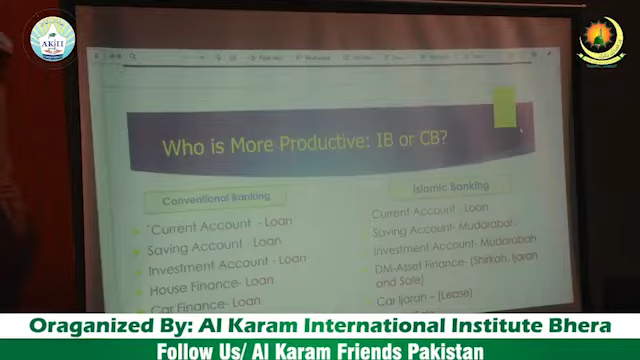 AKIII
Who is More Productive: IB or CB?
Conventional Banking
Current Account - Loan
Saving Account - Loan
Investment Account - Loan
House Finance- Loan
Car Finance- Loan
Islamic Banking
Current Account - Loan
Saving Account- Mudarabah
Investment Account- Mudarabah
DM-Asset Finance- (Shirkah, Ijarah
and Sale)
Car Ijarah – (Lease)
Oraganized By: Al Karam International Institute Bhera
Follow Us/ Al Karam Friends Pakistan